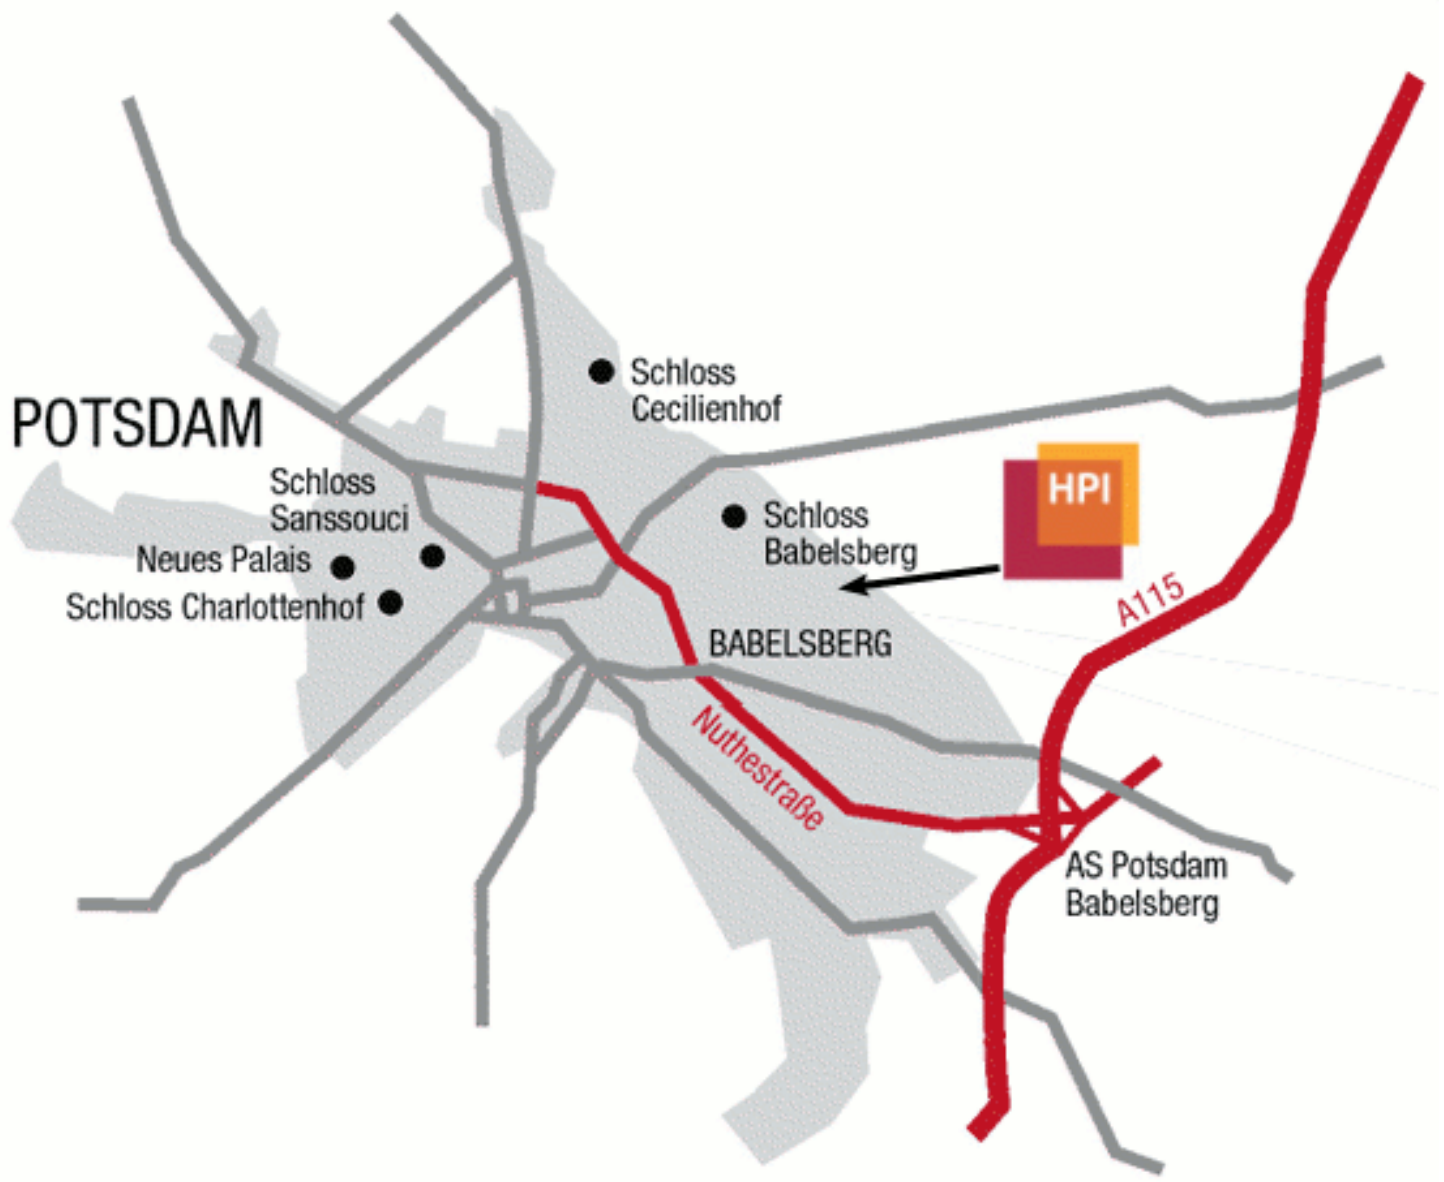 Schloss
Cecilienhof
POTSDAM
Schloss
Sanssouci
HPI
Schloss
Babelsberg
Neues Palais
Schloss Charlottenhof
A115
BABELSBERG
Nuthestraße
AS Potsdam
Babelsberg